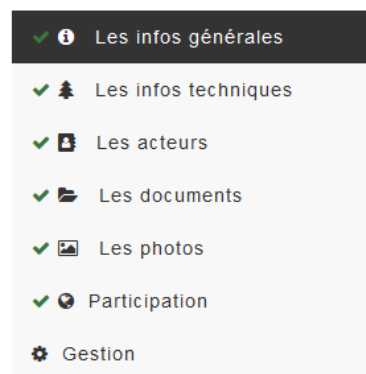 Les infos générales
Les infos techniques
Les acteurs
Les documents
Les photos
Participation
Gestion